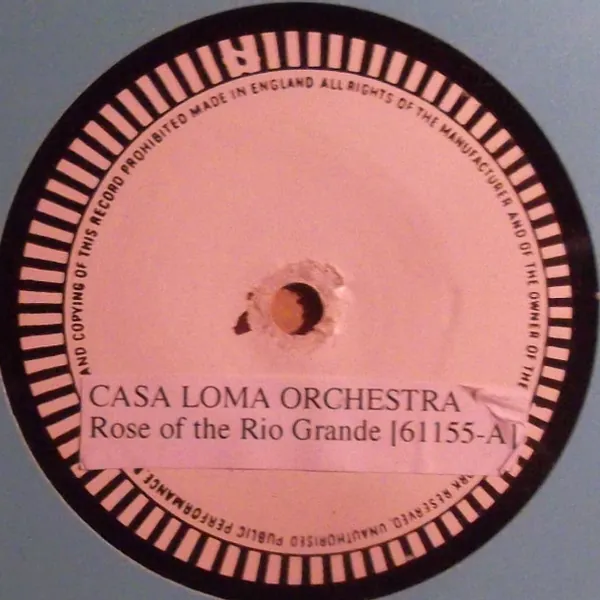 MADE IN ENGLAND ALL RIGHTS OF THE MANUFACTURER AND OF THE OWNER OF THE
WORK RESERVED. UNAUTHORISED PUBLIC PERFORMANCE
AND COPYING OF THIS RECORD PROHIBITED
CASA LOMA ORCHESTRA
Rose of the Rio Grande [61155-A]